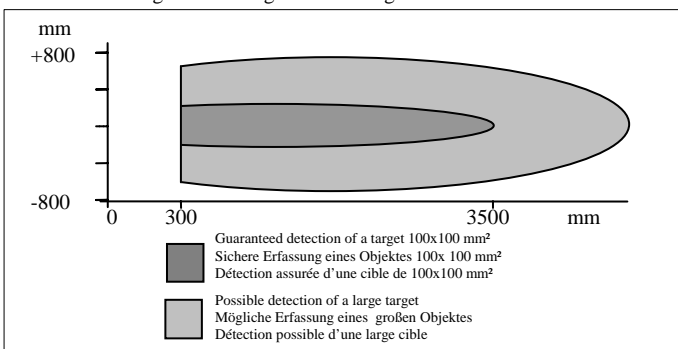 mm
+800
-800
0 300 3500 mm
Guaranteed detection of a target 100x100 mm²
Sichere Erfassung eines Objektes 100x 100 mm²
Détection assurée d’une cible de 100x100 mm²
Possible detection of a large target
Mögliche Erfassung eines großen Objektes
Détection possible d’une large cible